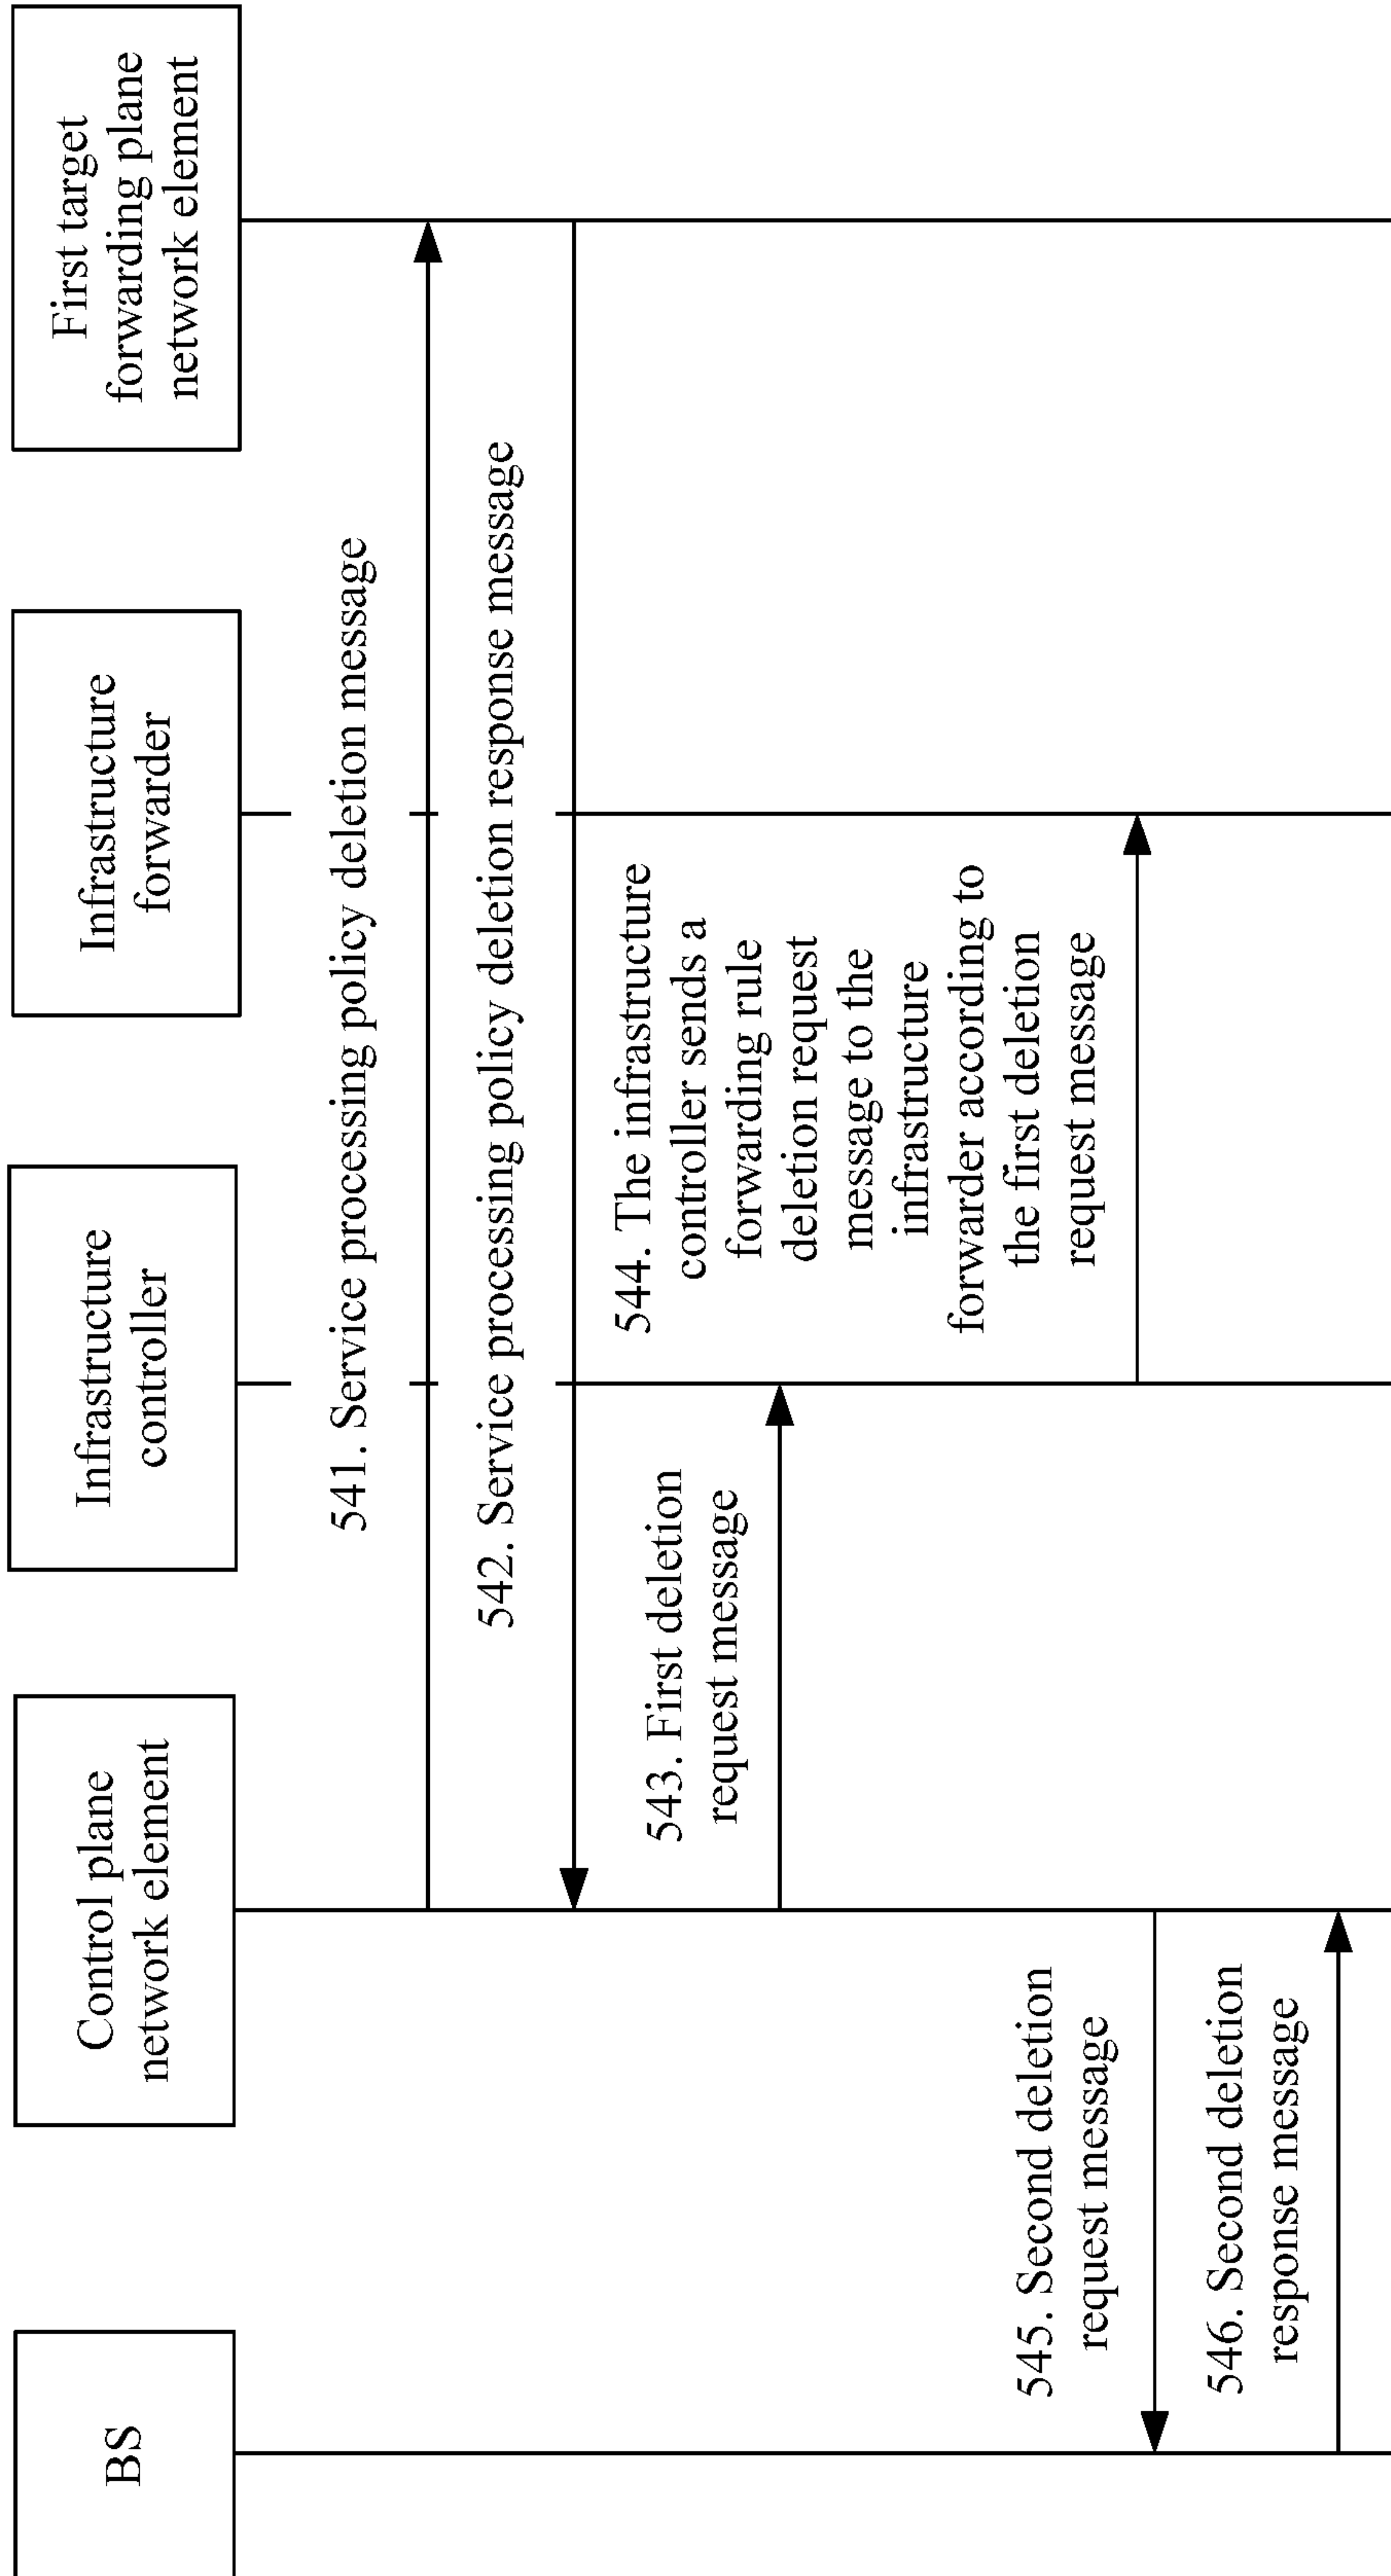 BS
Control plane
network element
Infrastructure
controller
Infrastructure
forwarder
First target
forwarding plane
network element
541. Service processing policy deletion message
542. Service processing policy deletion response message
543. First deletion
request message
544. The infrastructure
controller sends a
forwarding rule
deletion request
message to the
infrastructure
forwarder according to
the first deletion
request message
545. Second deletion
request message
546. Second deletion
response message